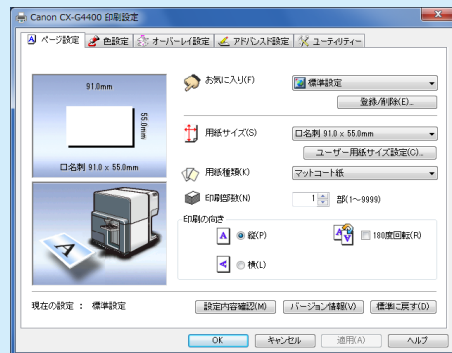 Canon CX-G4400 印刷設定
ページ設定 色設定 オーバーレイ設定 アドバンスド設定 ユーティリティー
91.0mm
55.0mm
口名刺 91.0 x 55.0mm
A
お気に入り(F) 標準設定
登録/削除(E)...
用紙サイズ(S) 口名刺 91.0 x 55.0mm
ユーザー用紙サイズ設定(C)...
用紙種類(K) マットコート紙
印刷部数(N) 1 部(1~9999)
印刷の向き
A 縦(P) 180度回転(R)
A 横(L)
現在の設定 : 標準設定
設定内容確認(M) バージョン情報(V) 標準に戻す(D)
OK キャンセル 適用(A) ヘルプ